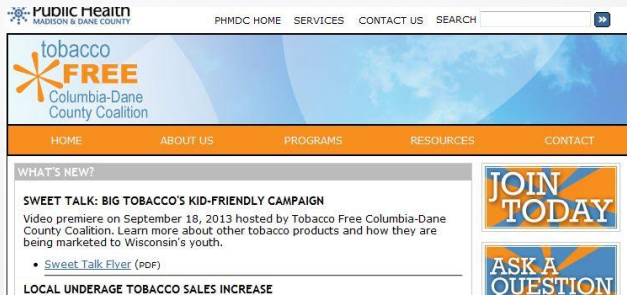 Public Health
MADISON & DANE COUNTY
PHMDC HOME SERVICES CONTACT US SEARCH
tobacco
FREE
Columbia-Dane
County Coalition
HOME ABOUT US PROGRAMS RESOURCES CONTACT
WHAT'S NEW?
SWEET TALK: BIG TOBACCO'S KID-FRIENDLY CAMPAIGN
Video premiere on September 18, 2013 hosted by Tobacco Free Columbia-Dane
County Coalition. Learn more about other tobacco products and how they are
being marketed to Wisconsin's youth.
• Sweet Talk Flyer (PDF)
LOCAL UNDERAGE TOBACCO SALES INCREASE
JOIN
TODAY
ASK A
QUESTION